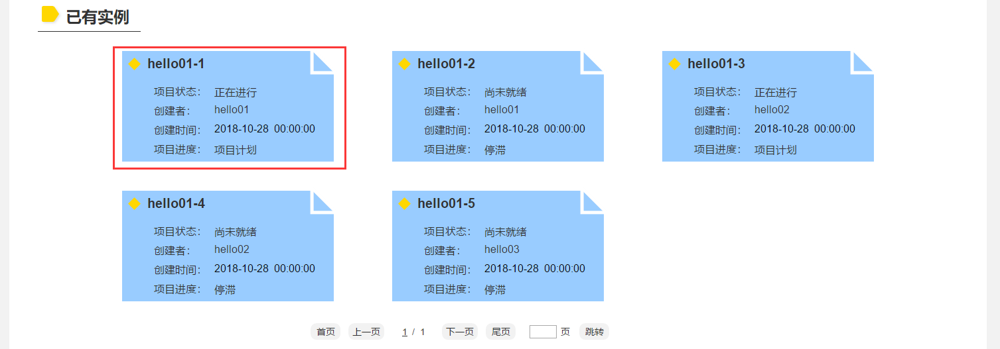 已有实例
hello01-1
项目状态： 正在进行
创建者： hello01
创建时间： 2018-10-28 00:00:00
项目进度： 项目计划
hello01-2
项目状态： 尚未就绪
创建者： hello01
创建时间： 2018-10-28 00:00:00
项目进度： 停滞
hello01-3
项目状态： 正在进行
创建者： hello02
创建时间： 2018-10-28 00:00:00
项目进度： 项目计划
hello01-4
项目状态： 尚未就绪
创建者： hello02
创建时间： 2018-10-28 00:00:00
项目进度： 停滞
hello01-5
项目状态： 尚未就绪
创建者： hello03
创建时间： 2018-10-28 00:00:00
项目进度： 停滞
首页 上一页 1 / 1 下一页 尾页 页 跳转